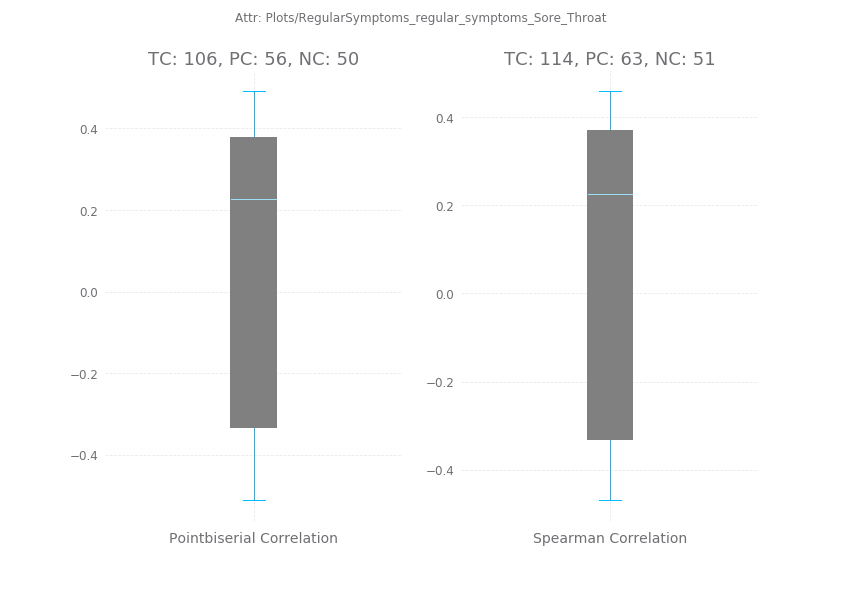 Attr: Plots/RegularSymptoms_regular_symptoms_Sore_Throat
TC: 106, PC: 56, NC: 50
0.4
0.2
0.0
−0.2
−0.4
Pointbiserial Correlation
TC: 114, PC: 63, NC: 51
0.4
0.2
0.0
−0.2
−0.4
Spearman Correlation